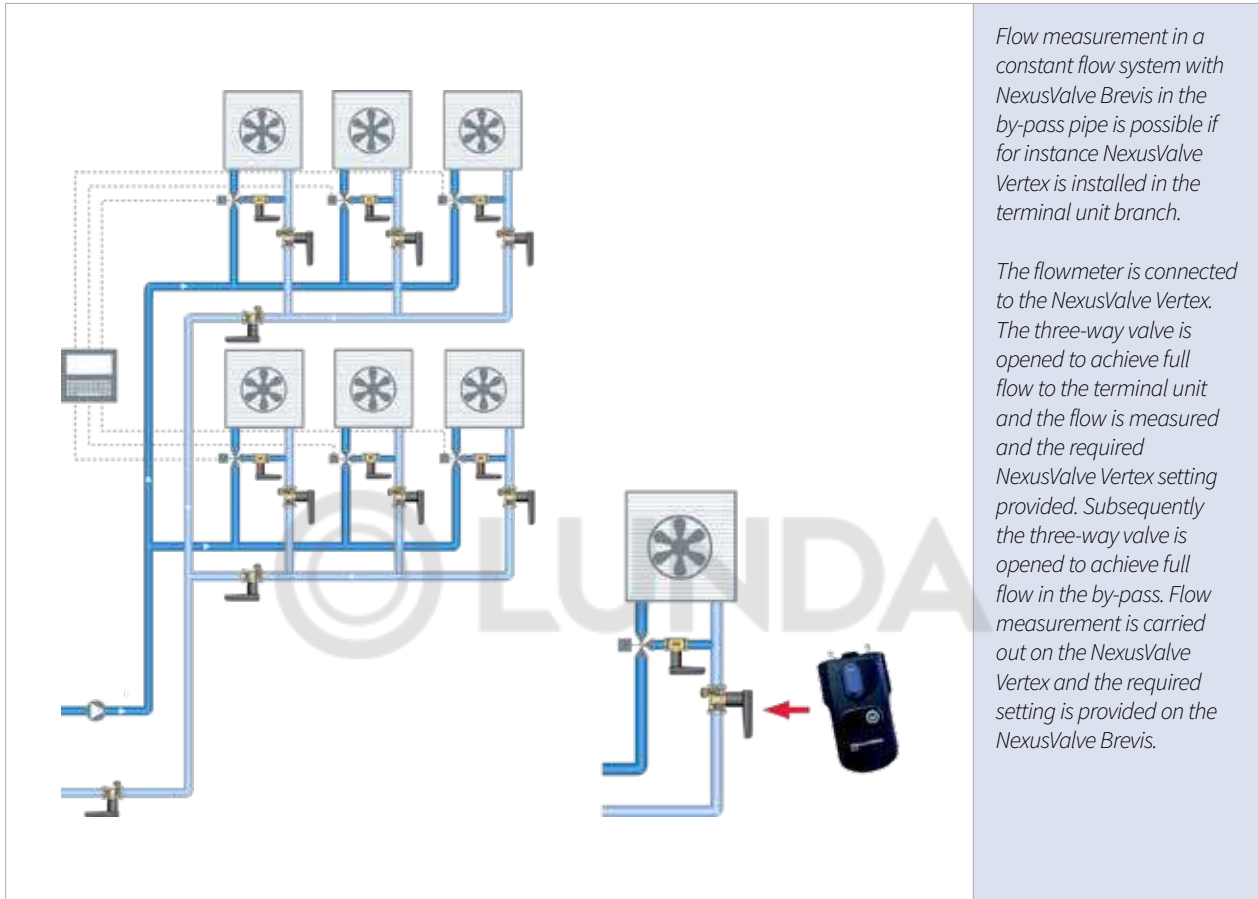 Flow measurement in a
constant flow system with
NexusValve Brevis in the
by-pass pipe is possible if
for instance NexusValve
Vertex is installed in the
terminal unit branch.
The flowmeter is connected
to the NexusValve Vertex.
The three-way valve is
opened to achieve full
flow to the terminal unit
and the flow is measured
and the required
NexusValve Vertex setting
provided. Subsequently
the three-way valve is
opened to achieve full
flow in the by-pass. Flow
measurement is carried
out on the NexusValve
Vertex and the required
setting is provided on the
NexusValve Brevis.
LUNDA